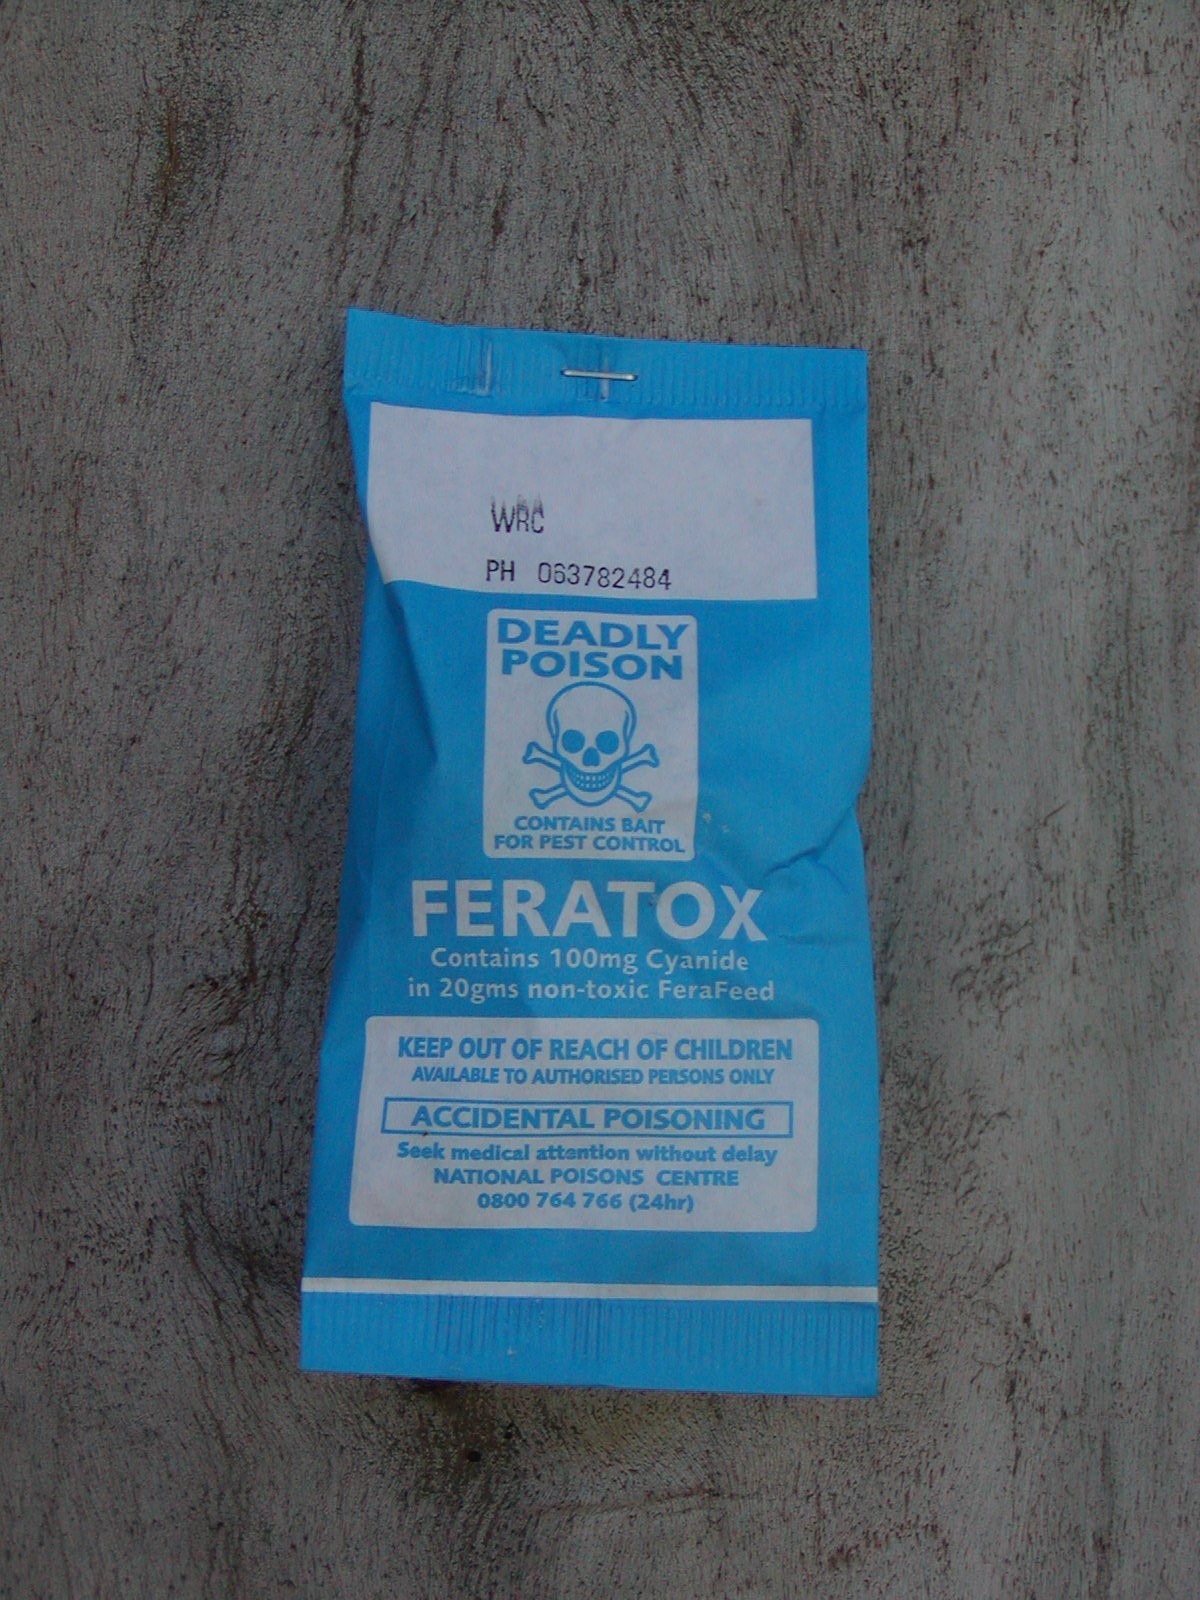 WRC
PH 063782484
DEADLY
POISON
CONTAINS BAIT
FOR PEST CONTROL
FERATOX
Contains 100mg Cyanide
in 20gms non-toxic FeraFeed
KEEP OUT OF REACH OF CHILDREN
AVAILABLE TO AUTHORISED PERSONS ONLY
ACCIDENTAL POISONING
Seek medical attention without delay
NATIONAL POISONS CENTRE
0800 764 766 (24hr)